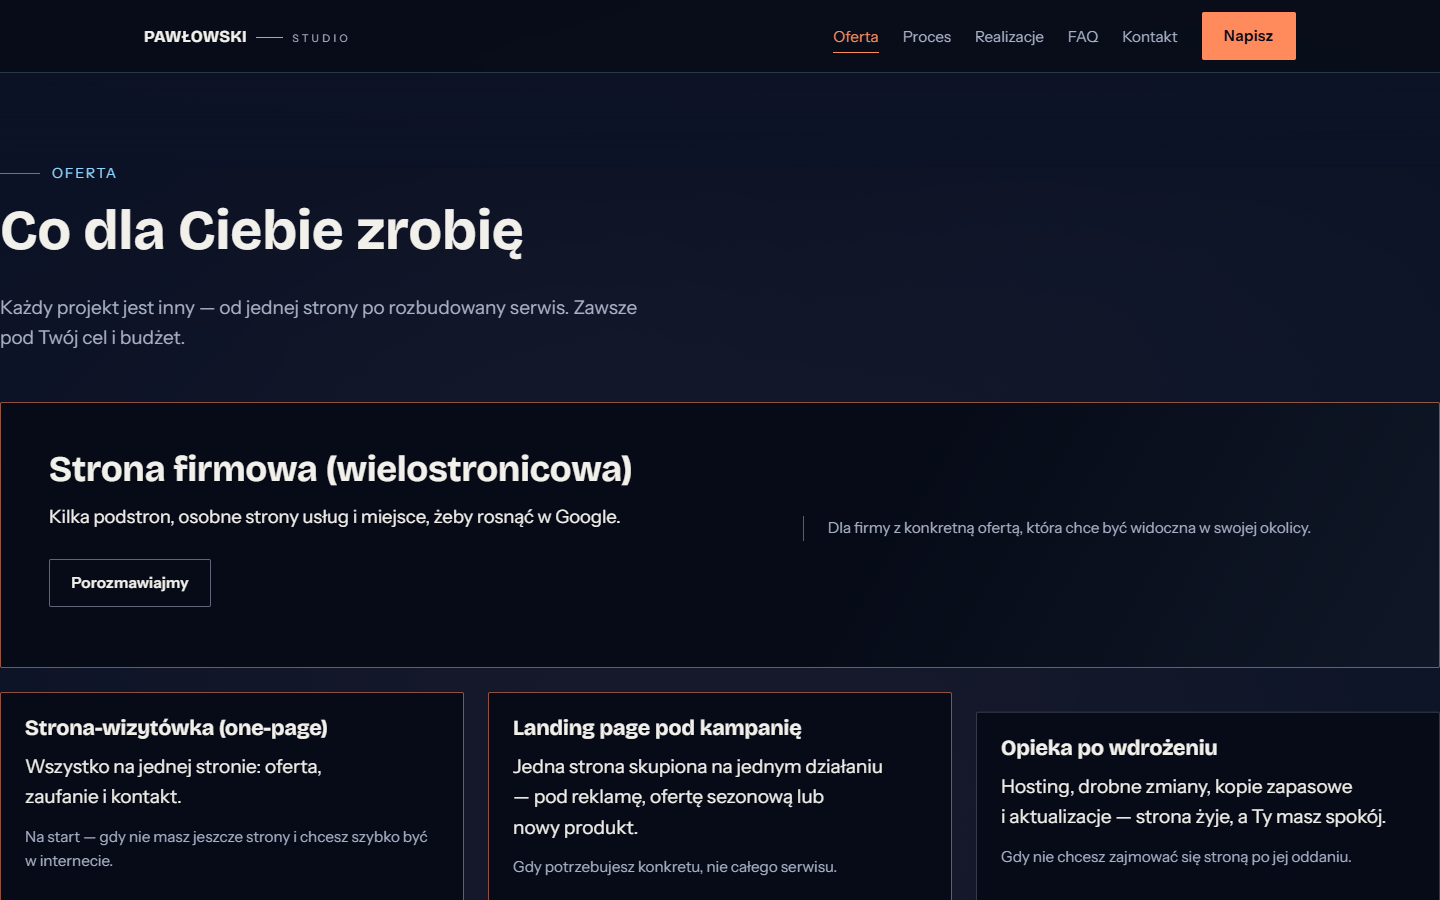 PAWŁOWSKI STUDIO
Oferta Proces Realizacje FAQ Kontakt Napisz
OFERTA
Co dla Ciebie zrobię
Każdy projekt jest inny — od jednej strony po rozbudowany serwis. Zawsze
pod Twój cel i budżet.
Strona firmowa (wielostronicowa)
Kilka podstron, osobne strony usług i miejsce, żeby rosnąć w Google.
Porozmawiajmy
Dla firmy z konkretną ofertą, która chce być widoczna w swojej okolicy.
Strona-wizytówka (one-page)
Wszystko na jednej stronie: oferta,
zaufanie i kontakt.
Na start — gdy nie masz jeszcze strony i chcesz szybko być
w internecie.
Landing page pod kampanię
Jedna strona skupiona na jednym działaniu
— pod reklamę, ofertę sezonową lub
nowy produkt.
Gdy potrzebujesz konkretu, nie całego serwisu.
Opieka po wdrożeniu
Hosting, drobne zmiany, kopie zapasowe
i aktualizacje — strona żyje, a Ty masz spokój.
Gdy nie chcesz zajmować się stroną po jej oddaniu.